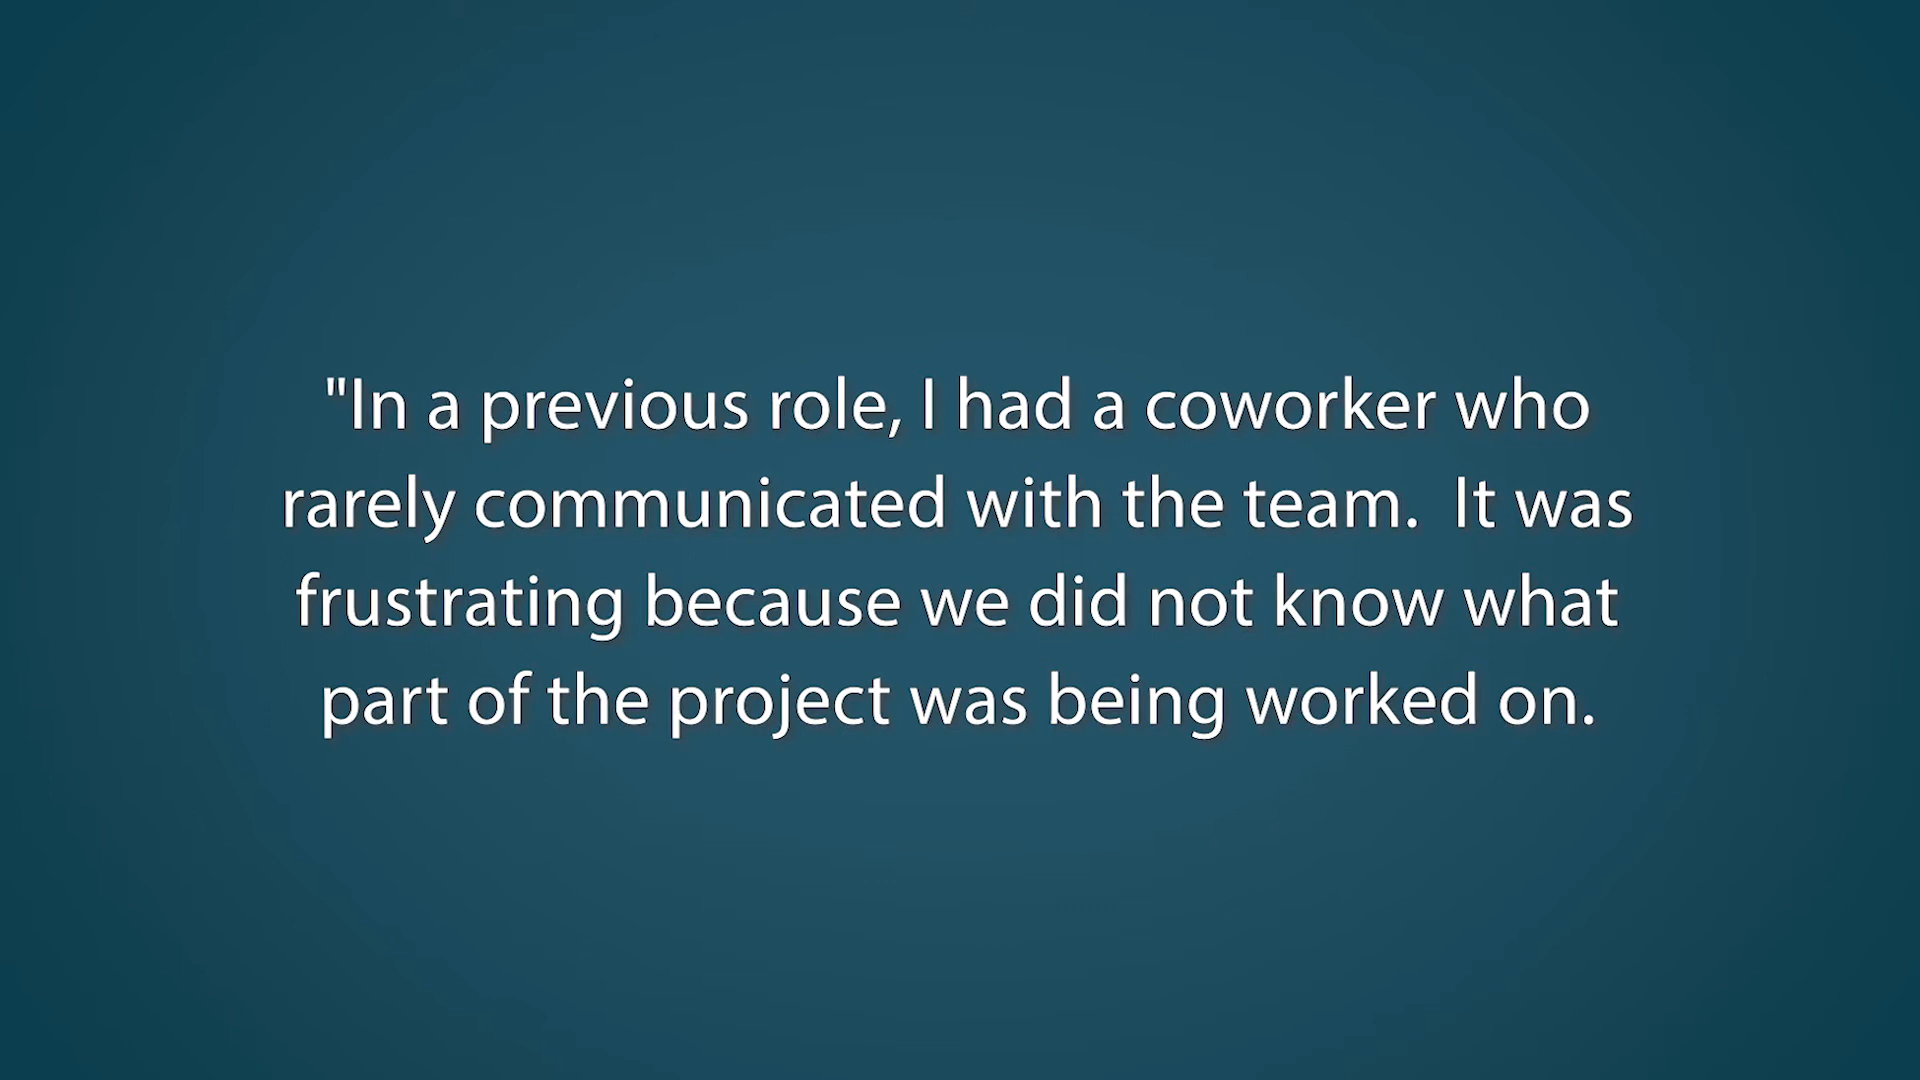 "In a previous role, I had a coworker who
rarely communicated with the team.  It was
frustrating because we did not know what
part of the project was being worked on.